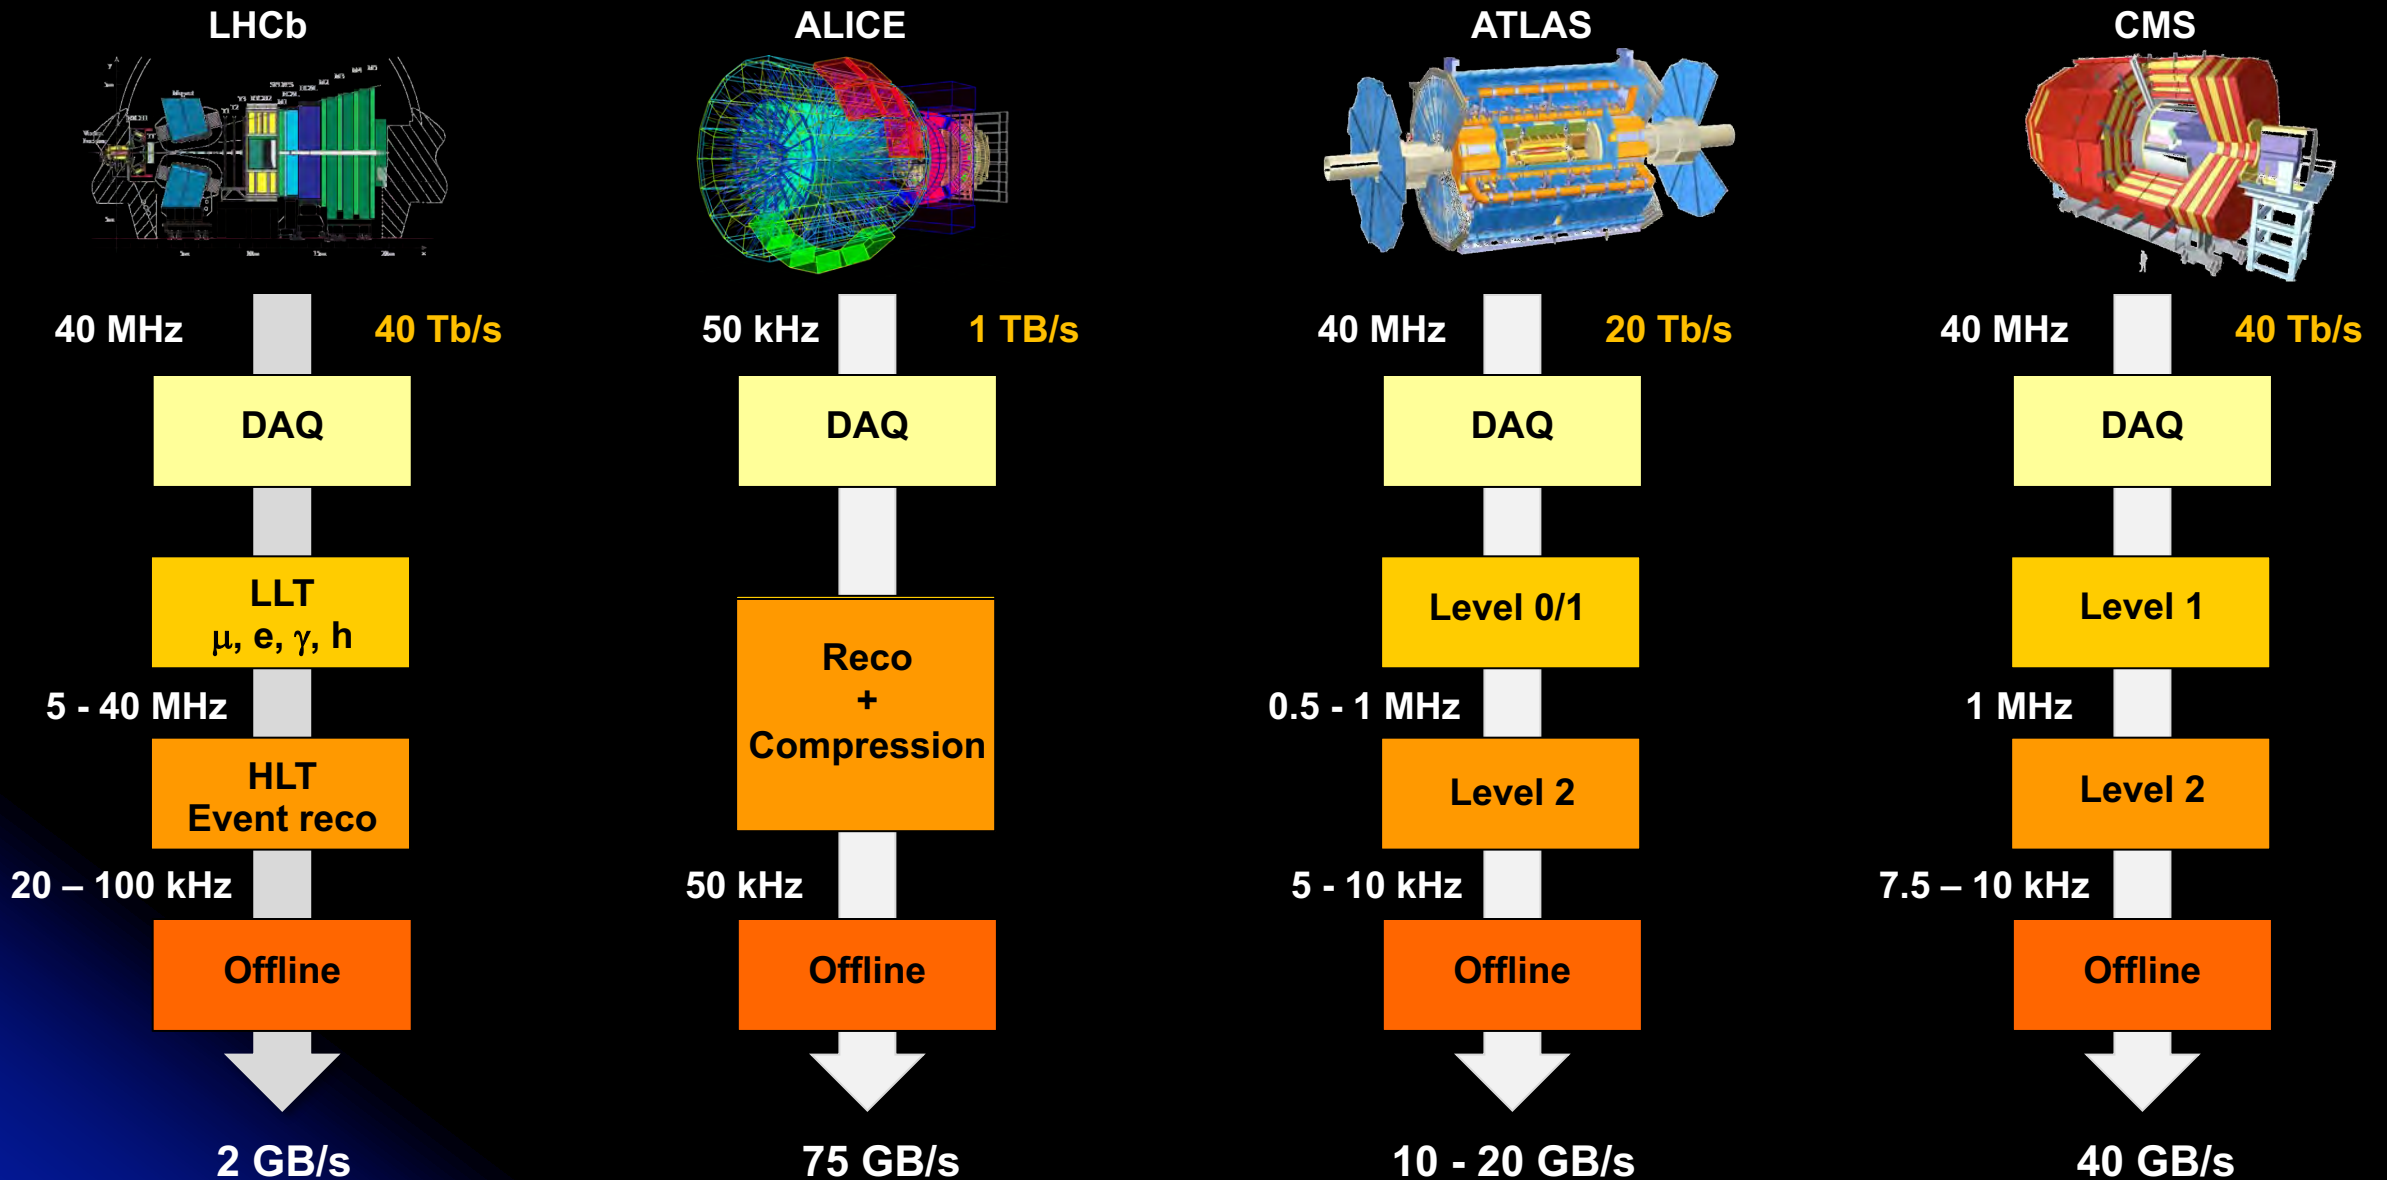 LHCb
ALICE
ATLAS
CMS
Magnet
40 MHz
40 Tb/s
50 kHz
1 TB/s
40 MHz
20 Tb/s
40 MHz
40 Tb/s
DAQ
DAQ
DAQ
DAQ
LLT
μ, e, γ, h
Reco
+
Compression
Level 0/1
Level 1
5 - 40 MHz
0.5 - 1 MHz
1 MHz
HLT
Event reco
Level 2
Level 2
20 – 100 kHz
50 kHz
5 - 10 kHz
7.5 – 10 kHz
Offline
Offline
Offline
Offline
2 GB/s
75 GB/s
10 - 20 GB/s
40 GB/s